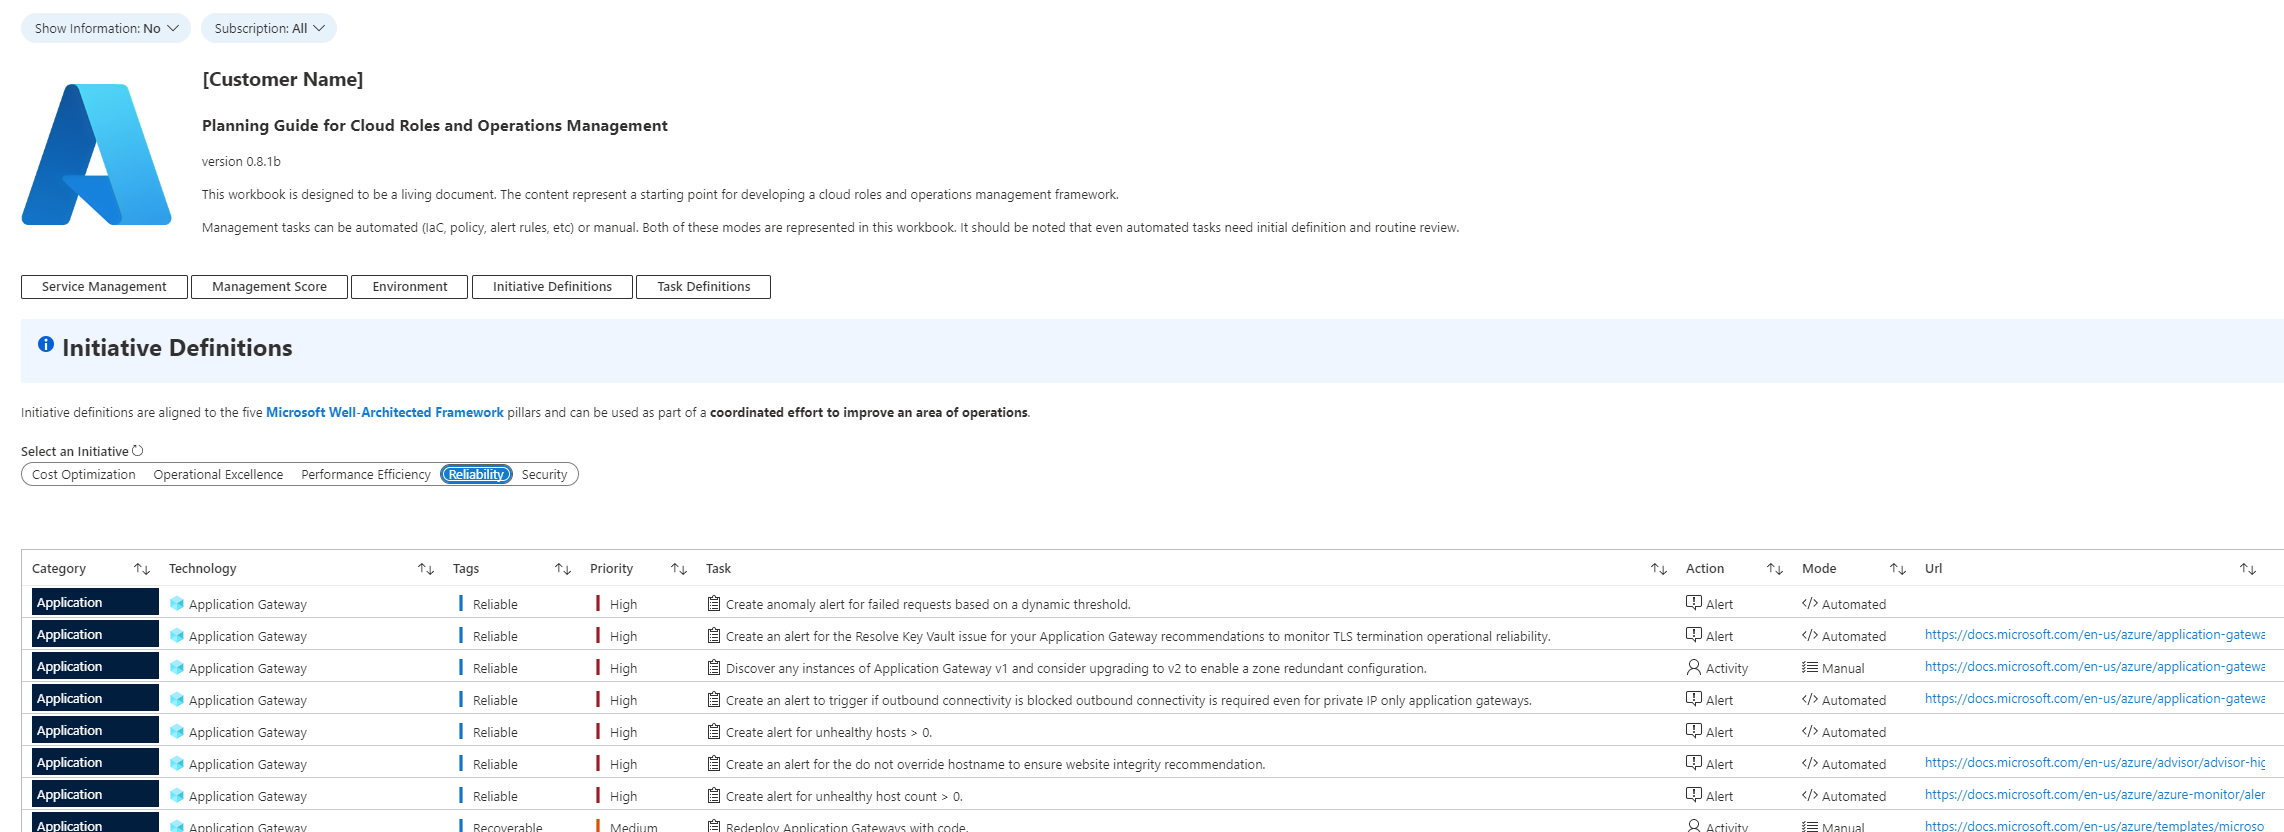 Show Information: No Subscription: All
[Customer Name]
Planning Guide for Cloud Roles and Operations Management
version 0.8.1b
This workbook is designed to be a living document. The content represent a starting point for developing a cloud roles and operations management framework.
Management tasks can be automated (IaC, policy, alert rules, etc) or manual. Both of these modes are represented in this workbook. It should be noted that even automated tasks need initial definition and routine review.
Service Management Management Score Environment Initiative Definitions Task Definitions
Initiative Definitions
Initiative definitions are aligned to the five Microsoft Well-Architected Framework pillars and can be used as part of a coordinated effort to improve an area of operations.
Select an Initiative
Cost Optimization Operational Excellence Performance Efficiency Reliability Security
Category Technology Tags Priority Task Action Mode Url
Application Application Gateway Reliable High Create anomaly alert for failed requests based on a dynamic threshold. Alert Automated
Application Application Gateway Reliable High Create an alert for the Resolve Key Vault issue for your Application Gateway recommendations to monitor TLS termination operational reliability. Alert Automated https://docs.microsoft.com/en-us/azure/application-gatewa
Application Application Gateway Reliable High Discover any instances of Application Gateway v1 and consider upgrading to v2 to enable a zone redundant configuration. Activity Manual https://docs.microsoft.com/en-us/azure/application-gatewa
Application Application Gateway Reliable High Create an alert to trigger if outbound connectivity is blocked outbound connectivity is required even for private IP only application gateways. Alert Automated https://docs.microsoft.com/en-us/azure/application-gatewa
Application Application Gateway Reliable High Create alert for unhealthy hosts > 0. Alert Automated
Application Application Gateway Reliable High Create an alert for the do not override hostname to ensure website integrity recommendation. Alert Automated https://docs.microsoft.com/en-us/azure/advisor/advisor-hig
Application Application Gateway Reliable High Create alert for unhealthy host count > 0. Alert Automated https://docs.microsoft.com/en-us/azure/azure-monitor/aler
Application Application Gateway Recoverable Medium Redeploy Application Gateways with code. Activity Manual https://docs.microsoft.com/en-us/azure/templates/microso